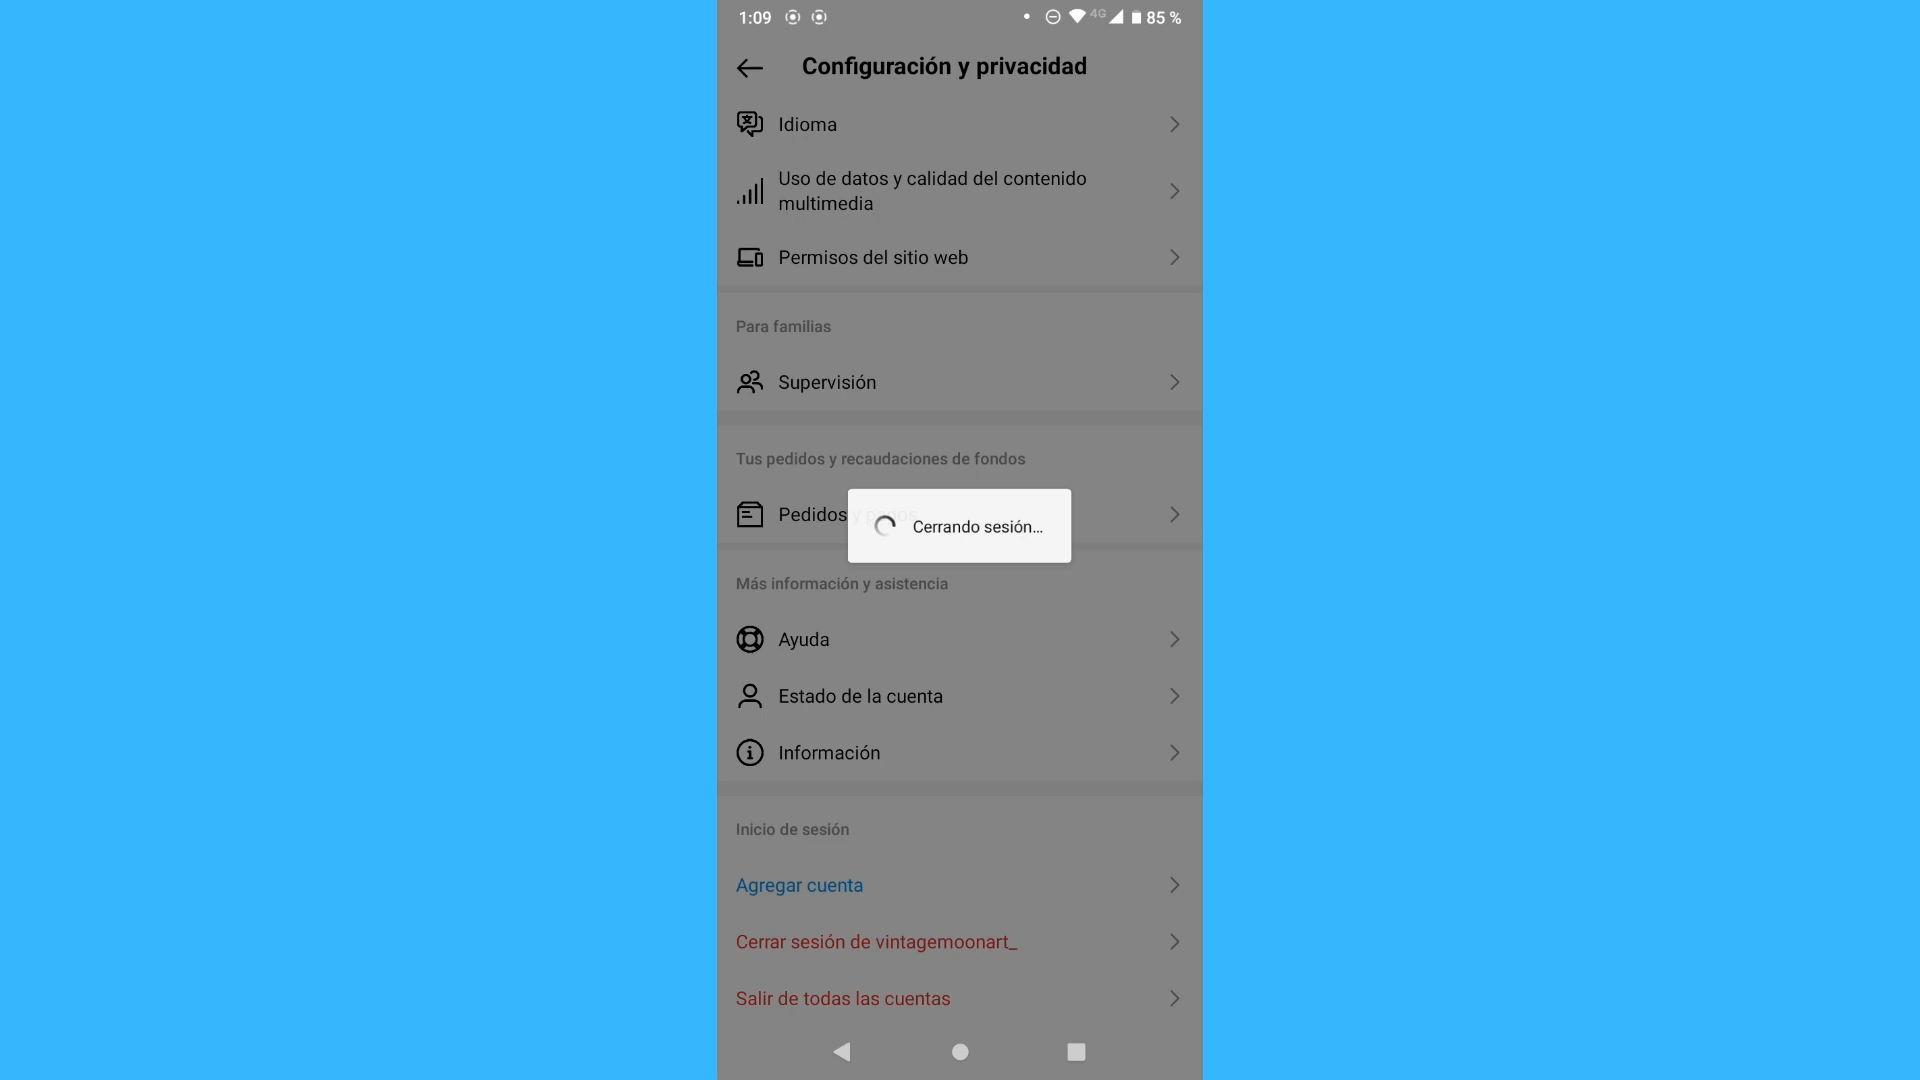 1:09
4G
85 %
Configuración y privacidad
Idioma
Uso de datos y calidad del contenido
multimedia
Permisos del sitio web
Para familias
Supervisión
Tus pedidos y recaudaciones de fondos
Pedidos y pagos
Cerrando sesión...
Más información y asistencia
Ayuda
Estado de la cuenta
Información
Inicio de sesión
Agregar cuenta
Cerrar sesión de vintagemoonart_
Salir de todas las cuentas